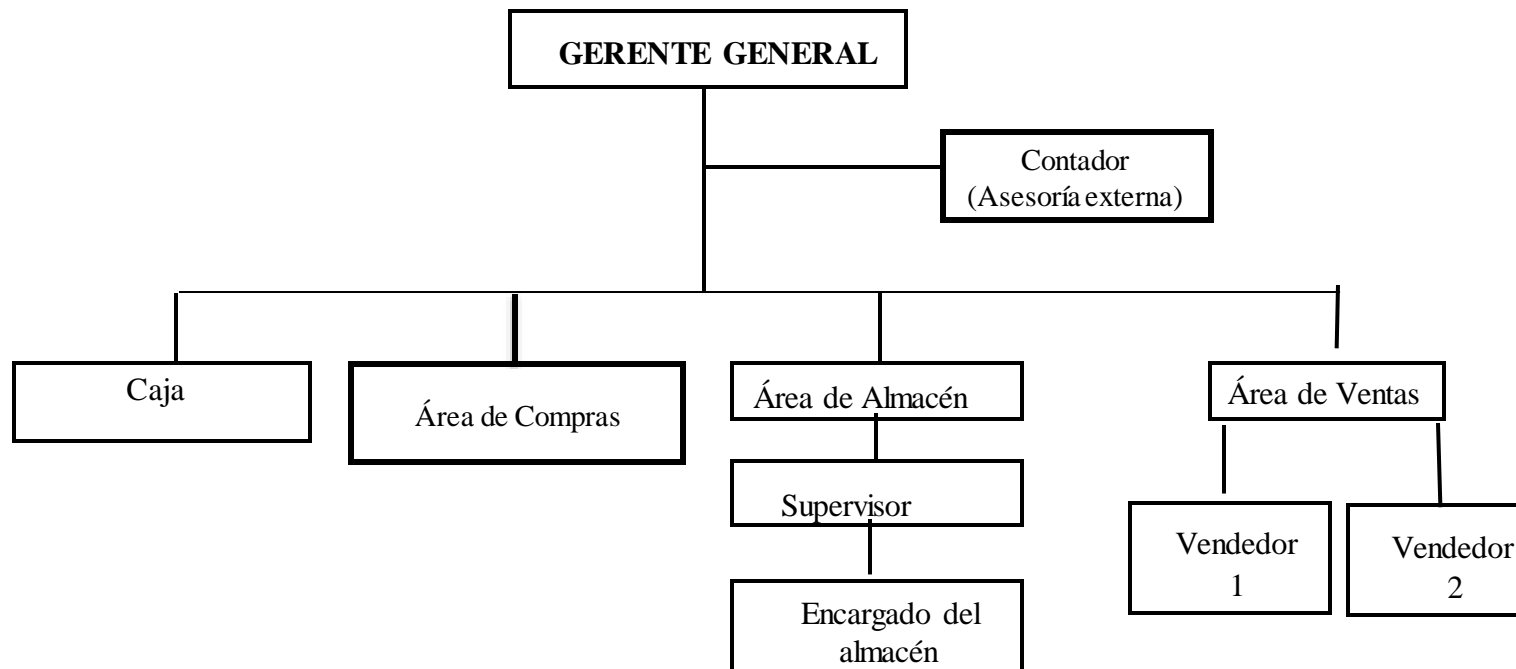 GERENTE GENERAL
Contador
(Asesoría externa)
Caja
Área de Compras
Área de Almacén
Área de Ventas
Supervisor
Vendedor
1
Vendedor
2
Encargado del
almacén